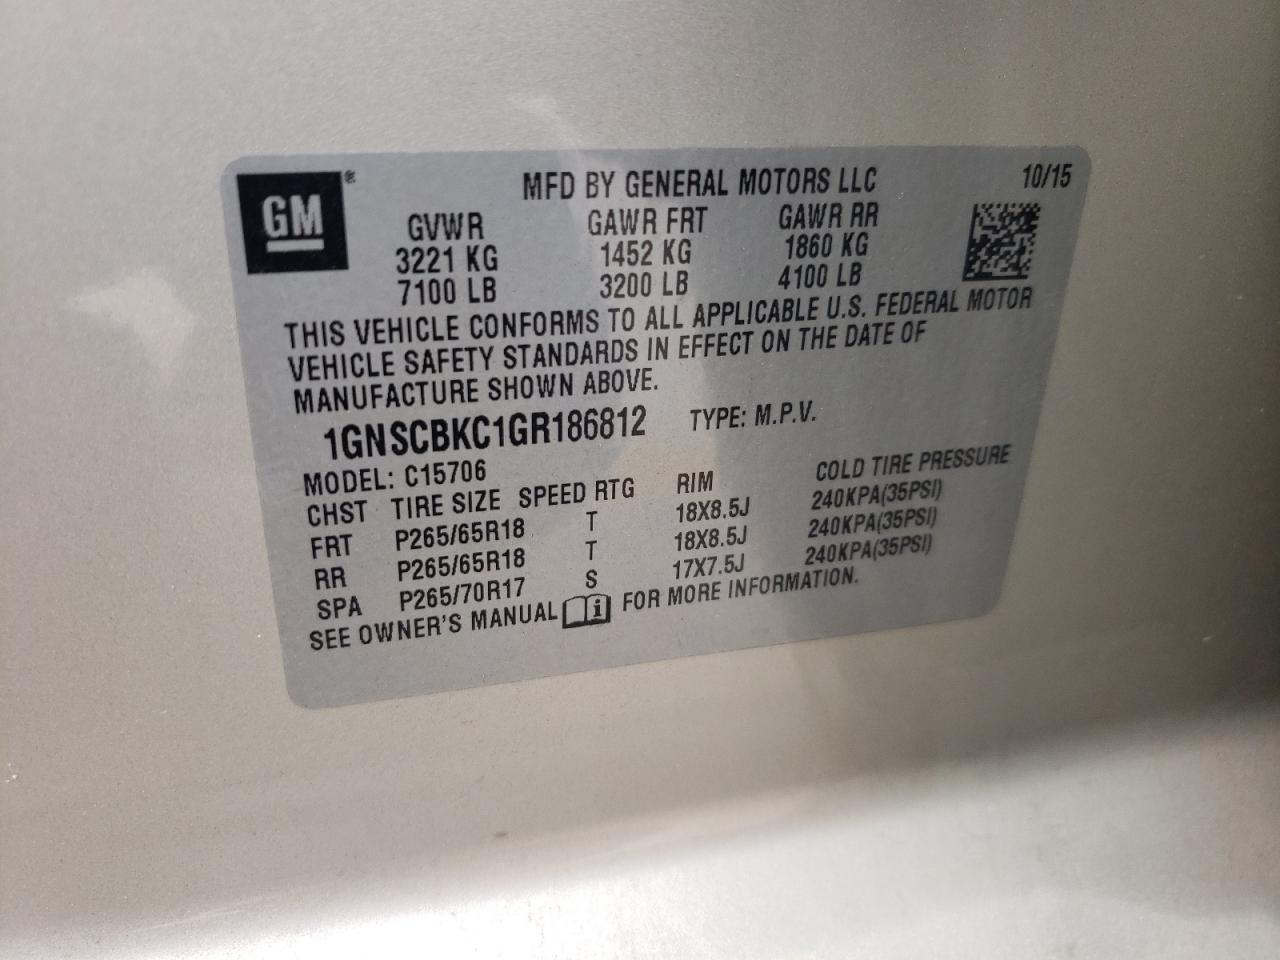 GM®
MFD BY GENERAL MOTORS LLC 10/15
GVWR GAWR FRT GAWR RR
3221 KG 1452 KG 1860 KG
7100 LB 3200 LB 4100 LB
THIS VEHICLE CONFORMS TO ALL APPLICABLE U.S. FEDERAL MOTOR
VEHICLE SAFETY STANDARDS IN EFFECT ON THE DATE OF
MANUFACTURE SHOWN ABOVE.
1GNSCBKC1GR186812 TYPE: M.P.V.
MODEL: C15706
CHST TIRE SIZE SPEED RTG RIM COLD TIRE PRESSURE
FRT P265/65R18 T 18X8.5J 240KPA(35PSI)
RR P265/65R18 T 18X8.5J 240KPA(35PSI)
SPA P265/70R17 S 17X7.5J 240KPA(35PSI)
SEE OWNER'S MANUAL i FOR MORE INFORMATION.